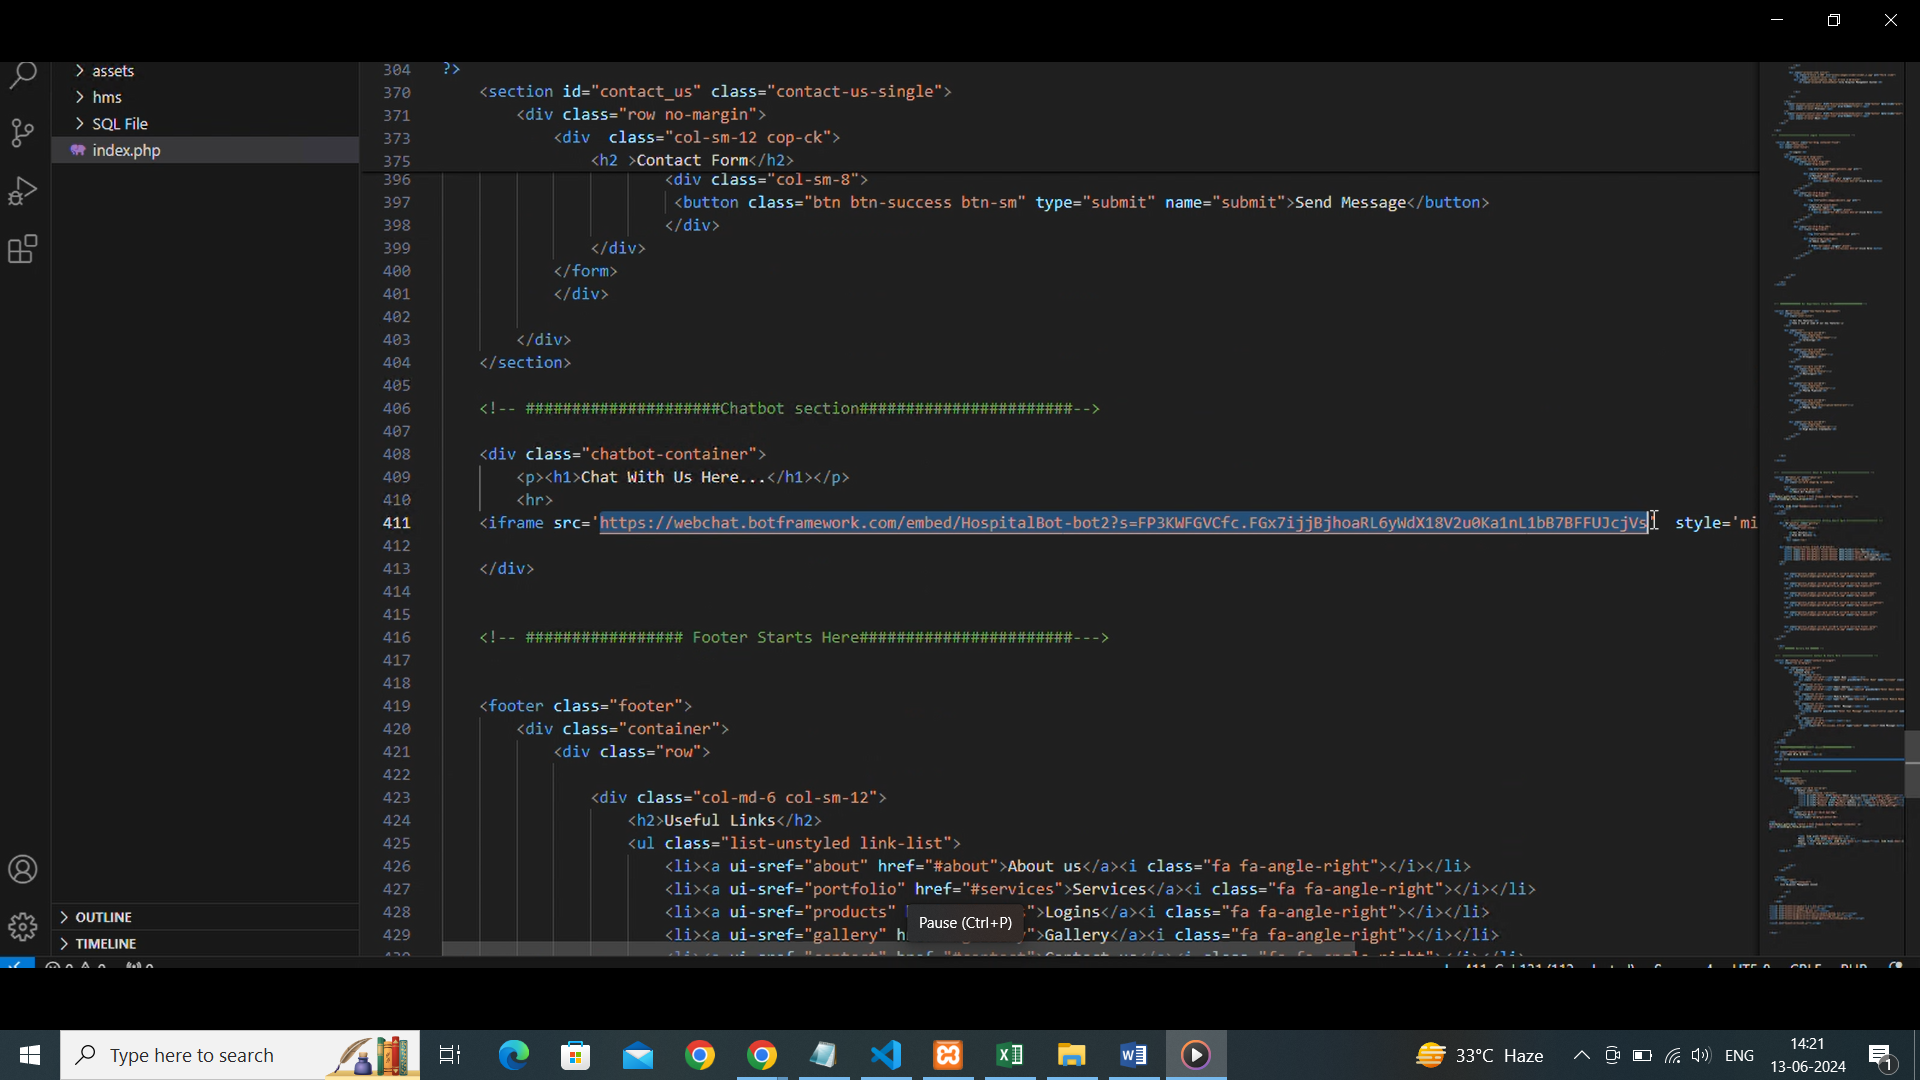 assets
hms
SQL File
index.php
OUTLINE
TIMELINE
304 ?>
370 <section id="contact_us" class="contact-us-single">
371 <div class="row no-margin">
373 <div  class="col-sm-12 cop-ck">
375 <h2 >Contact Form</h2>
396 <div class="col-sm-8">
397 <button class="btn btn-success btn-sm" type="submit" name="submit">Send Message</button>
398 </div>
399 </div>
400 </form>
401 </div>
402
403 </div>
404 </section>
405
406 <!-- #####################Chatbot section#######################-->
407
408 <div class="chatbot-container">
409 <p><h1>Chat With Us Here...</h1></p>
410 <hr>
411 <iframe src='https://webchat.botframework.com/embed/HospitalBot-bot2?s=FP3KWFGVCfc.FGx7ijjBjhoaRL6yWdX18V2u0Ka1nL1bB7BFFUJcjVs'  style='mi
412
413 </div>
414
415
416 <!-- ################# Footer Starts Here#######################--->
417
418
419 <footer class="footer">
420 <div class="container">
421 <div class="row">
422
423 <div class="col-md-6 col-sm-12">
424 <h2>Useful Links</h2>
425 <ul class="list-unstyled link-list">
426 <li><a ui-sref="about" href="#about">About us</a><i class="fa fa-angle-right"></i></li>
427 <li><a ui-sref="portfolio" href="#services">Services</a><i class="fa fa-angle-right"></i></li>
428 <li><a ui-sref="products" >Logins</a><i class="fa fa-angle-right"></i></li>
Pause (Ctrl+P)
429 <li><a ui-sref="gallery" >Gallery</a><i class="fa fa-angle-right"></i></li>
Type here to search
33°C Haze
ENG
14:21
13-06-2024
1